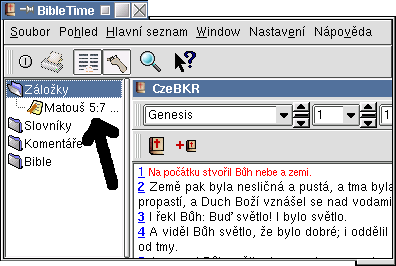 BibleTime
Soubor Pohled Hlavní seznam Window Nastavení Nápověda
Záložky
Matouš 5:7 ...
Slovníky
Komentáře
Bible
CzeBKR
Genesis 1 1
1 Na počátku stvořil Bůh nebe a zemi.
2 Země pak byla nesličná a pustá, a tma byla
propastí, a Duch Boží vznášel se nad vodami
3 I řekl Bůh: Buď světlo! I bylo světlo.
4 A viděl Bůh světlo, že bylo dobré; i oddělil
od tmy.